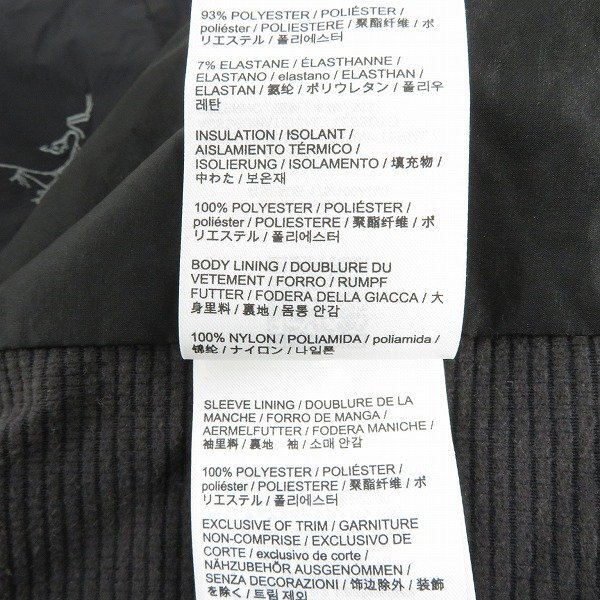 93% POLYESTER / POLIÉSTER /
poliéster / POLIESTERE / 聚酯纤维 / ポ
リエステル / 폴리에스터
7% ELASTANE / ÉLASTHANNE /
ELASTANO / elastano / ELASTHAN /
ELASTAN / 氨纶 / ポリウレタン / 폴리우
레탄
INSULATION / ISOLANT /
AISLAMIENTO TÉRMICO /
ISOLIERUNG / ISOLAMENTO / 填充物 /
中わた / 보온재
100% POLYESTER / POLIÉSTER /
poliéster / POLIESTERE / 聚酯纤维 / ポ
リエステル / 폴리에스터
BODY LINING / DOUBLURE DU
VETEMENT / FORRO / RUMPF
FUTTER / FODERA DELLA GIACCA / 大
身里料 / 裏地 / 몸통 안감
100% NYLON / POLIAMIDA / poliamida /
锦纶 / ナイロン / 나일론
SLEEVE LINING / DOUBLURE DE LA
MANCHE / FORRO DE MANGA /
AERMELFUTTER / FODERA MANICHE /
袖里料 / 裏地 袖 / 소매 안감
100% POLYESTER / POLIÉSTER /
poliéster / POLIESTERE / 聚酯纤维 / ポ
リエステル / 폴리에스터
EXCLUSIVE OF TRIM / GARNITURE
NON-COMPRISE / EXCLUSIVO DE
CORTE / exclusivo de corte /
NÄHZUBEHÖR AUSGENOMMEN /
SENZA DECORAZIONI / 饰边除外 / 装飾
を除く / 트림 제외